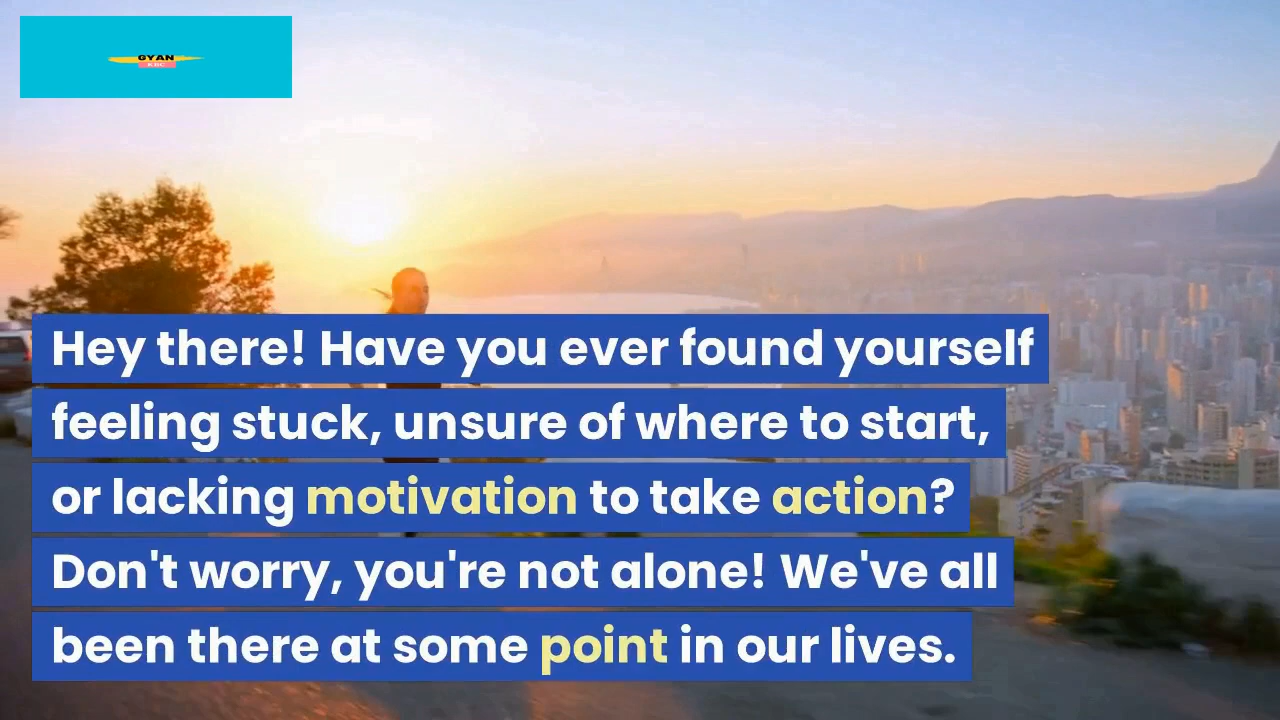 GYAN
KBC
Hey there! Have you ever found yourself
feeling stuck, unsure of where to start,
or lacking motivation to take action?
Don't worry, you're not alone! We've all
been there at some point in our lives.